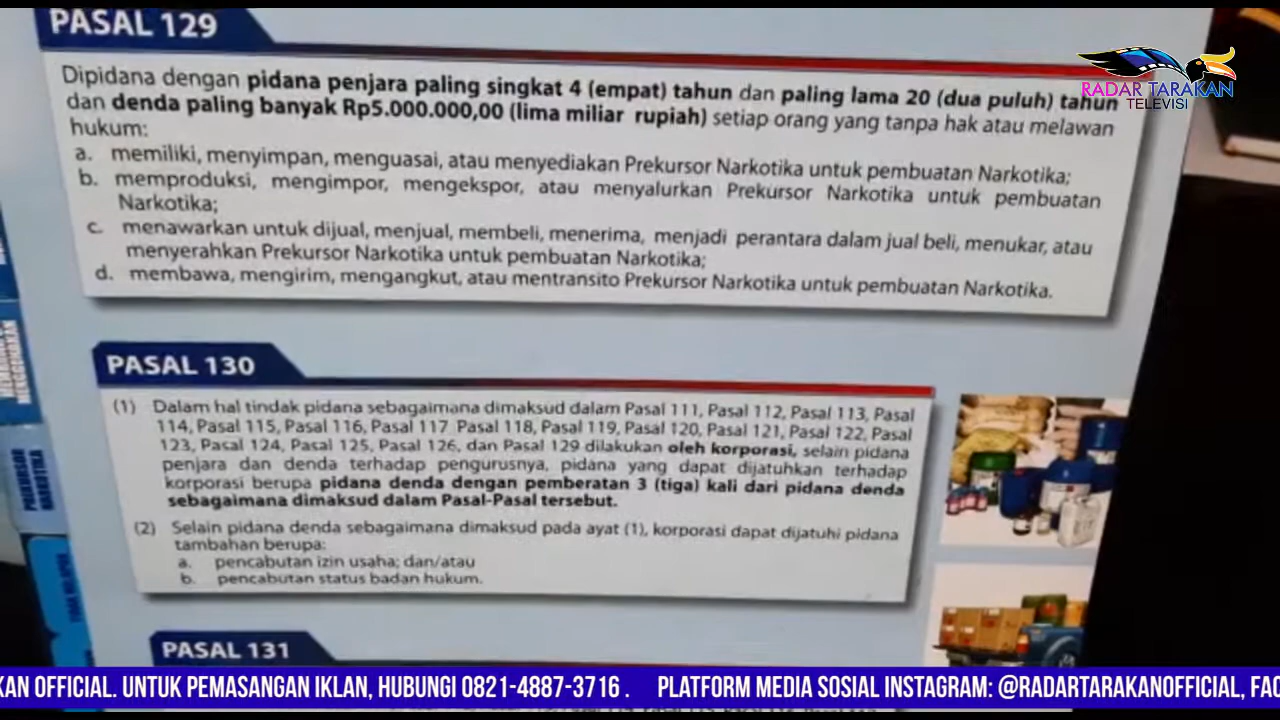 PASAL 129
RADAR TARAKAN
TELEVISI
Dipidana dengan pidana penjara paling singkat 4 (empat) tahun dan paling lama 20 (dua puluh) tahun
dan denda paling banyak Rp5.000.000,00 (lima miliar rupiah) setiap orang yang tanpa hak atau melawan
hukum:
a. memiliki, menyimpan, menguasai, atau menyediakan Prekursor Narkotika untuk pembuatan Narkotika;
b. memproduksi, mengimpor, mengekspor, atau menyalurkan Prekursor Narkotika untuk pembuatan
Narkotika;
c. menawarkan untuk dijual, menjual, membeli, menerima, menjadi perantara dalam jual beli, menukar, atau
menyerahkan Prekursor Narkotika untuk pembuatan Narkotika;
d. membawa, mengirim, mengangkut, atau mentransito Prekursor Narkotika untuk pembuatan Narkotika.
PASAL 130
(1) Dalam hal tindak pidana sebagaimana dimaksud dalam Pasal 111, Pasal 112, Pasal 113, Pasal
114, Pasal 115, Pasal 116, Pasal 117 Pasal 118, Pasal 119, Pasal 120, Pasal 121, Pasal 122, Pasal
123, Pasal 124, Pasal 125, Pasal 126, dan Pasal 129 dilakukan oleh korporasi, selain pidana
penjara dan denda terhadap pengurusnya, pidana yang dapat dijatuhkan terhadap
korporasi berupa pidana denda dengan pemberatan 3 (tiga) kali dari pidana denda
sebagaimana dimaksud dalam Pasal-Pasal tersebut.
(2) Selain pidana denda sebagaimana dimaksud pada ayat (1), korporasi dapat dijatuhi pidana
tambahan berupa:
a. pencabutan izin usaha; dan/atau
b. pencabutan status badan hukum.
PREKURSOR
NARKOTIKA
PASAL 131
KAN OFFICIAL. UNTUK PEMASANGAN IKLAN, HUBUNGI 0821-4887-3716 . PLATFORM MEDIA SOSIAL INSTAGRAM: @RADARTARAKANOFFICIAL, FAC